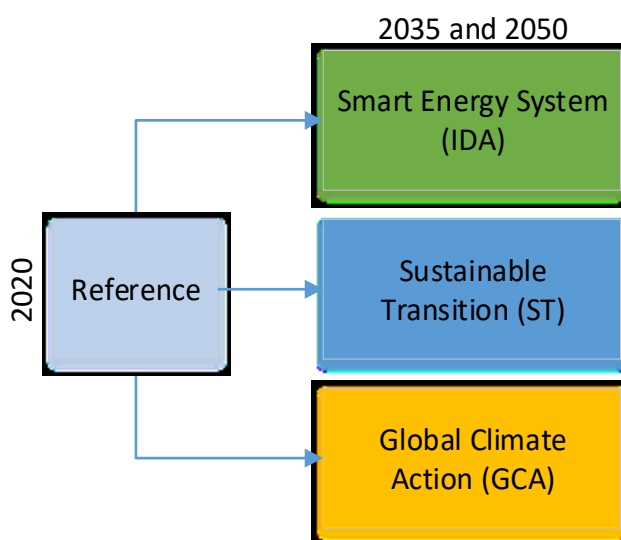 2035 and 2050
Smart Energy System
(IDA)
2020
Reference
Sustainable
Transition (ST)
Global Climate
Action (GCA)